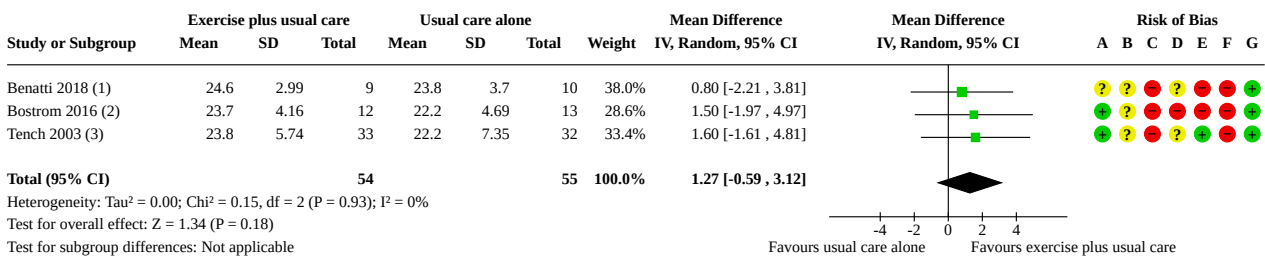 Exercise plus usual care Usual care alone Mean Difference Mean Difference Risk of Bias
Study or Subgroup Mean SD Total Mean SD Total Weight IV, Random, 95% CI IV, Random, 95% CI A B C D E F G
Benatti 2018 (1) 24.6 2.99 9 23.8 3.7 10 38.0% 0.80 [-2.21 , 3.81] ? ? − ? − − +
Bostrom 2016 (2) 23.7 4.16 12 22.2 4.69 13 28.6% 1.50 [-1.97 , 4.97] + ? − − − − +
Tench 2003 (3) 23.8 5.74 33 22.2 7.35 32 33.4% 1.60 [-1.61 , 4.81] + ? − ? + − +
Total (95% CI) 54 55 100.0% 1.27 [-0.59 , 3.12]
Heterogeneity: Tau² = 0.00; Chi² = 0.15, df = 2 (P = 0.93); I² = 0%
Test for overall effect: Z = 1.34 (P = 0.18)
-4 -2 0 2 4
Test for subgroup differences: Not applicable
Favours usual care alone Favours exercise plus usual care